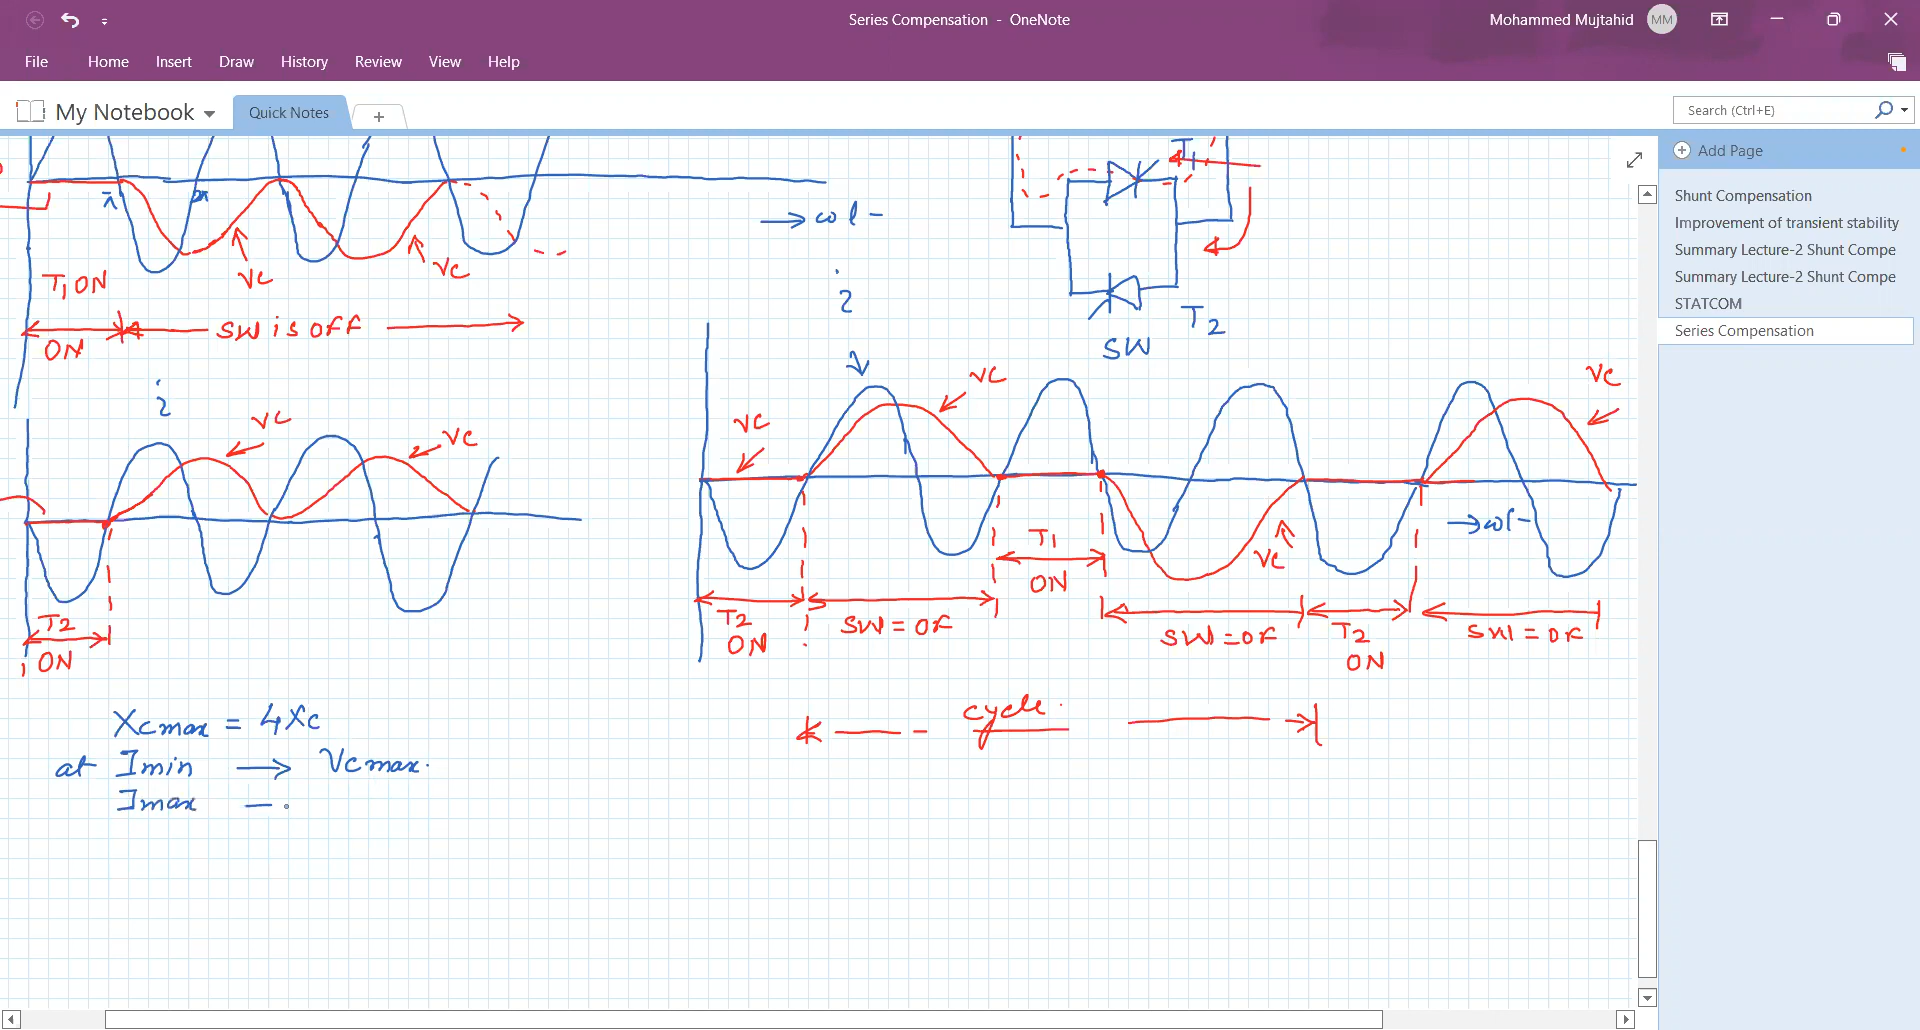 Series Compensation - OneNote
Mohammed Mujtahid MM
File Home Insert Draw History Review View Help
My Notebook
Quick Notes
+
Search (Ctrl+E)
Add Page
Shunt Compensation
Improvement of transient stability
Summary Lecture-2 Shunt Compe
Summary Lecture-2 Shunt Compe
STATCOM
Series Compensation
T1
π 2π
→ ωt -
VC
VC
T1 ON
ON
SW is OFF
T2
SW
i
VC
VC
T2
ON
i
VC
VC
VC
VC
→ ωt -
T1
ON
T2
ON
SW = OF
SW = OF
T2
ON
SW = OF
cycle.
Xcmax = 4Xc
at Imin → Vcmax.
Imax —